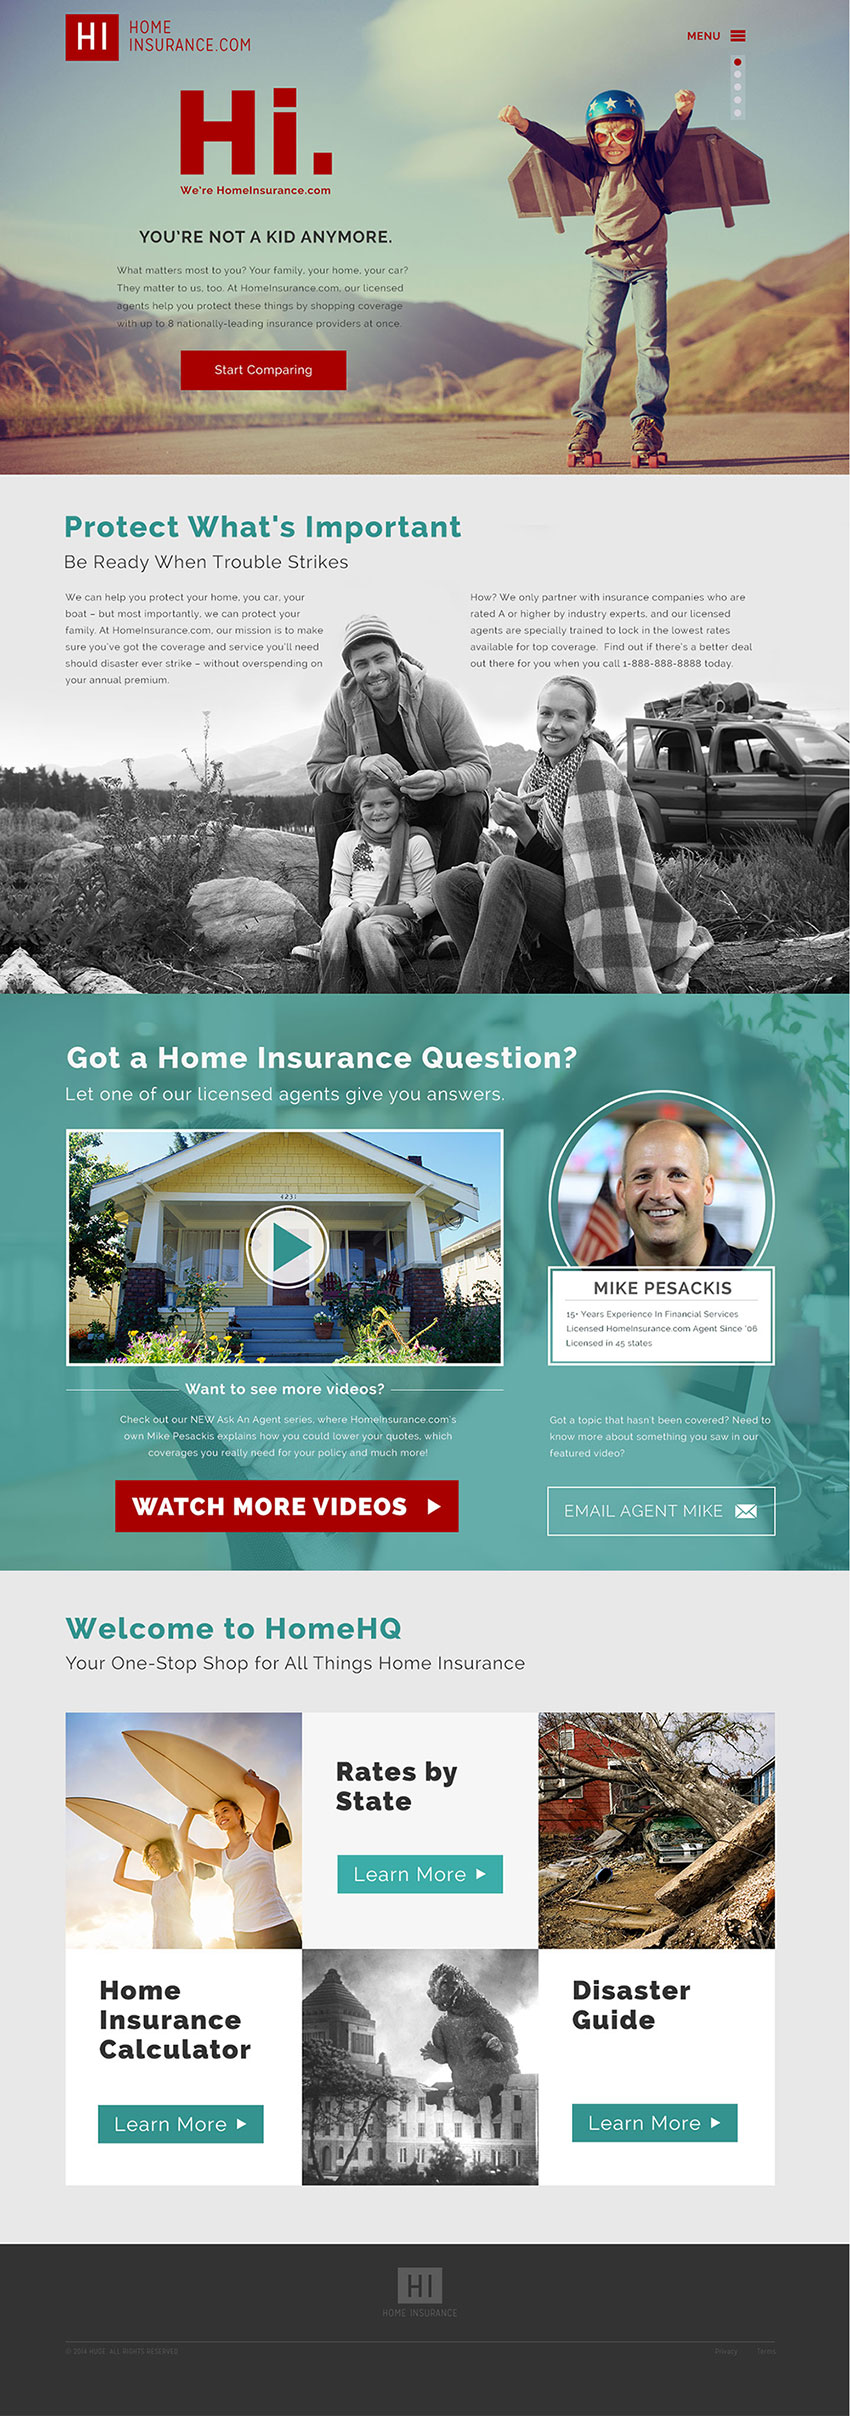 HI
HOME
INSURANCE.COM
MENU
Hi.
We're HomeInsurance.com
YOU'RE NOT A KID ANYMORE.
What matters most to you? Your family, your home, your car?
They matter to us, too. At HomeInsurance.com, our licensed
agents help you protect these things by shopping coverage
with up to 8 nationally-leading insurance providers at once.
Start Comparing
Protect What's Important
Be Ready When Trouble Strikes
We can help you protect your home, you car, your
boat – but most importantly, we can protect your
family. At HomeInsurance.com, our mission is to make
sure you've got the coverage and service you'll need
should disaster ever strike – without overspending on
your annual premium.
How? We only partner with insurance companies who are
rated A or higher by industry experts, and our licensed
agents are specially trained to lock in the lowest rates
available for top coverage.  Find out if there's a better deal
out there for you when you call 1-888-888-8888 today.
Got a Home Insurance Question?
Let one of our licensed agents give you answers.
4231
MIKE PESACKIS
15+ Years Experience In Financial Services
Licensed HomeInsurance.com Agent Since '06
Licensed in 45 states
Want to see more videos?
Check out our NEW Ask An Agent series, where HomeInsurance.com's
own Mike Pesackis explains how you could lower your quotes, which
coverages you really need for your policy and much more!
WATCH MORE VIDEOS
Got a topic that hasn't been covered? Need to
know more about something you saw in our
featured video?
EMAIL AGENT MIKE
Welcome to HomeHQ
Your One-Stop Shop for All Things Home Insurance
Rates by
State
Learn More
Home
Insurance
Calculator
Learn More
Disaster
Guide
Learn More
HI
HOME INSURANCE
© 2014 HUGE. ALL RIGHTS RESERVED
Privacy
Terms